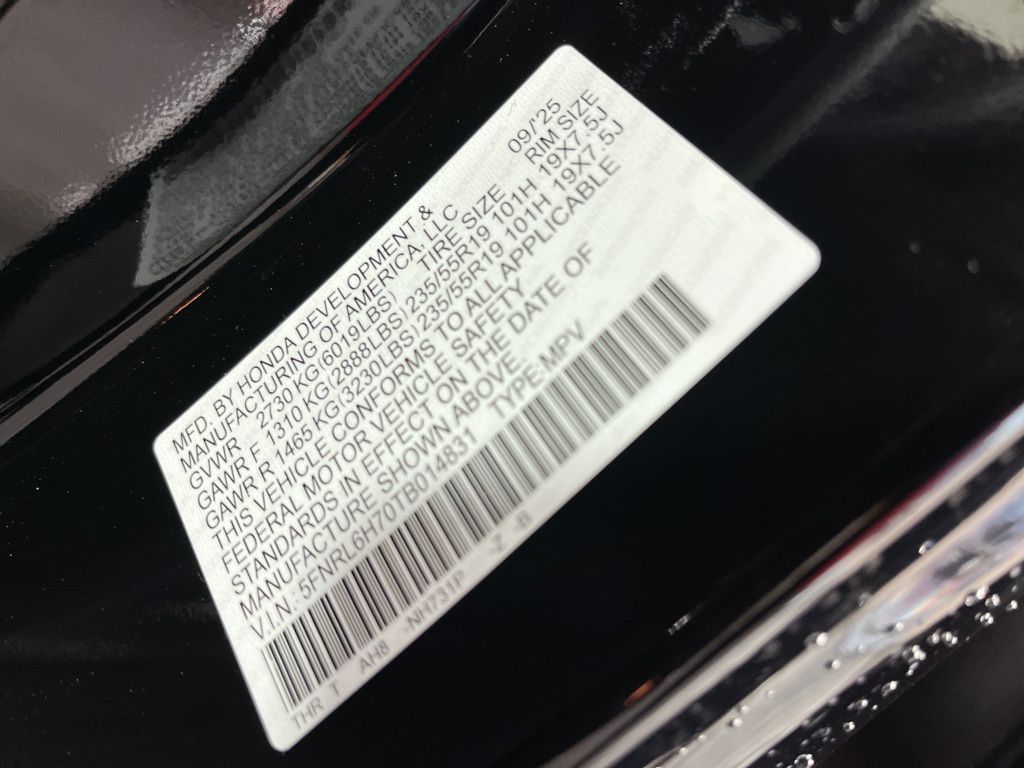 09/'25
MFD. BY HONDA DEVELOPMENT &
MANUFACTURING OF AMERICA, LLC
GVWR 2730 KG (6019LBS) TIRE SIZE RIM SIZE
GAWR F 1310 KG (2888LBS) 235/55R19 101H 19X7.5J
GAWR R 1465 KG (3230LBS) 235/55R19 101H 19X7.5J
THIS VEHICLE CONFORMS TO ALL APPLICABLE
FEDERAL MOTOR VEHICLE SAFETY
STANDARDS IN EFFECT ON THE DATE OF
MANUFACTURE SHOWN ABOVE.
V.I.N.: 5FNRL6H70TB014831 TYPE: MPV
THR T AH8 -NH731P -Z -B